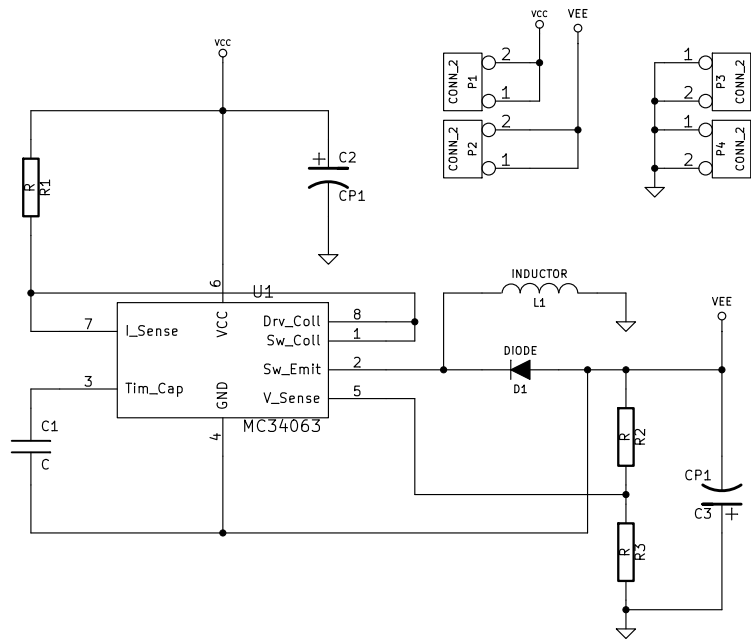 vcc
VEE
vcc
CONN_2
P1
2
1
CONN_2
P2
2
1
1
2
P3
CONN_2
1
2
P4
CONN_2
R
R1
C2
CP1
6
U1
INDUCTOR
L1
VEE
7
I_Sense
VCC
Drv_Coll
8
Sw_Coll
1
Sw_Emit
2
DIODE
D1
3
Tim_Cap
GND
V_Sense
5
MC34063
4
C1
C
R
R2
CP1
C3
R
R3